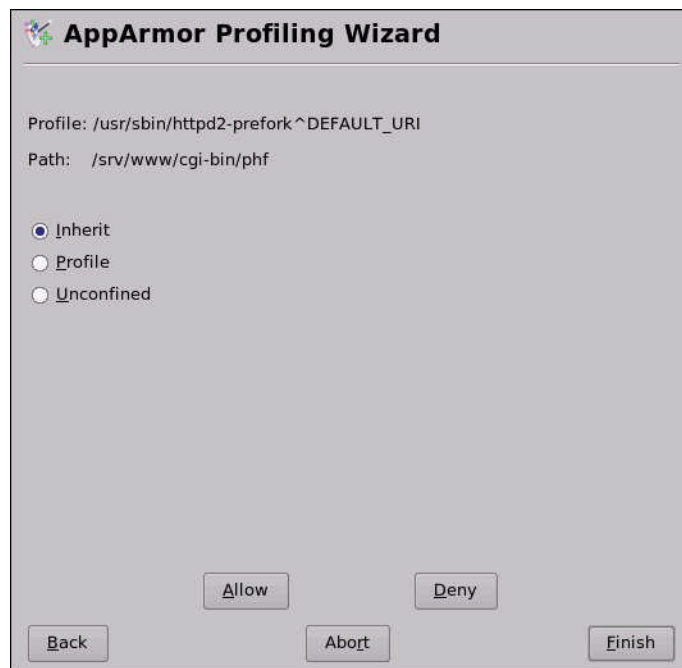 AppArmor Profiling Wizard
Profile: /usr/sbin/httpd2-prefork^DEFAULT_URI
Path: /srv/www/cgi-bin/phf
Inherit
Profile
Unconfined
Allow Deny
Back Abort Finish